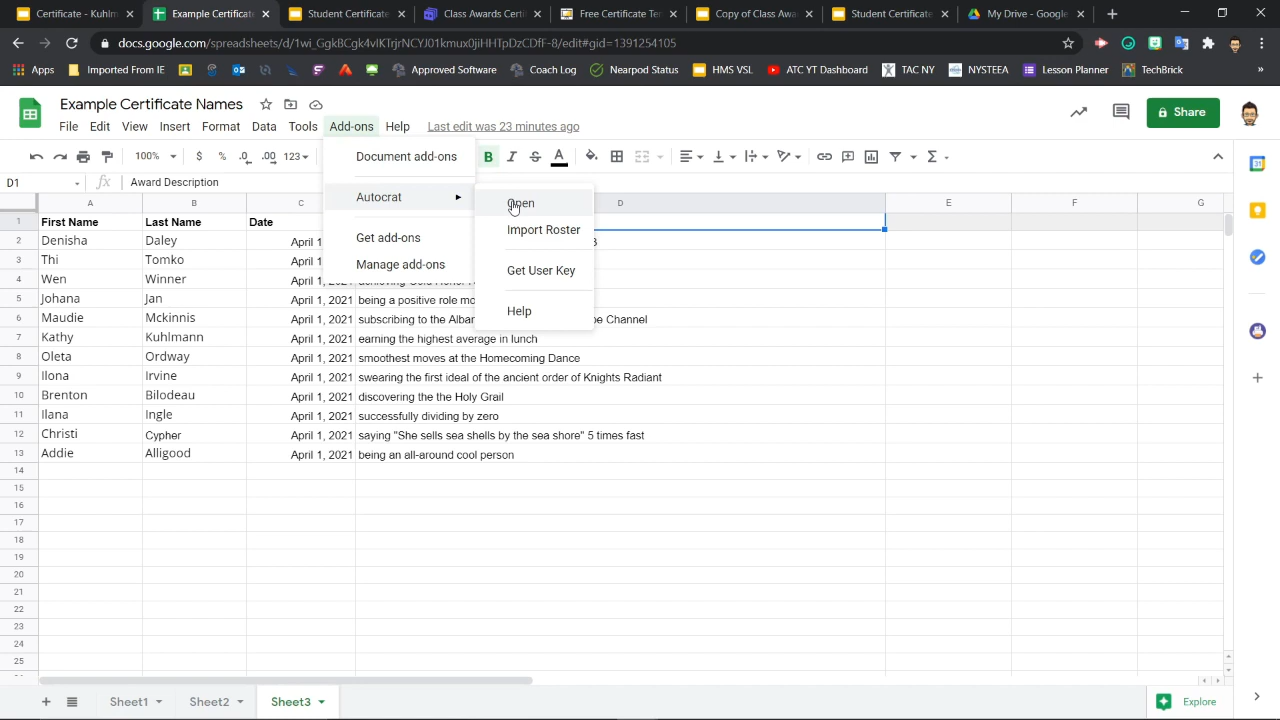 Certificate - Kuhlm
Example Certificate
Student Certificate
Class Awards Certi
Free Certificate Ter
Copy of Class Awa
Student Certificate
My Drive - Google
docs.google.com/spreadsheets/d/1wi_GgkBCgk4vIKTrjrNCYJ01kmux0jiHHTpDzCDfF-8/edit#gid=1391254105
Apps
Imported From IE
Approved Software
Coach Log
Nearpod Status
HMS VSL
ATC YT Dashboard
TAC NY
NYSTEEA
Lesson Planner
TechBrick
»
Example Certificate Names
File Edit View Insert Format Data Tools Add-ons Help Last edit was 23 minutes ago
Share
100% $ % .0 .00 123
Document add-ons
Autocrat
Get add-ons
Manage add-ons
Open
Import Roster
Get User Key
Help
D1 fx Award Description
A B C D E F G
1 First Name Last Name Date
2 Denisha Daley April 1
3 Thi Tomko April 1
4 Wen Winner April 1, 2021
5 Johana Jan April 1, 2021 being a positive role mo
6 Maudie Mckinnis April 1, 2021 subscribing to the Alban be Channel
7 Kathy Kuhlmann April 1, 2021 earning the highest average in lunch
8 Oleta Ordway April 1, 2021 smoothest moves at the Homecoming Dance
9 Ilona Irvine April 1, 2021 swearing the first ideal of the ancient order of Knights Radiant
10 Brenton Bilodeau April 1, 2021 discovering the the Holy Grail
11 Ilana Ingle April 1, 2021 successfully dividing by zero
12 Christi Cypher April 1, 2021 saying "She sells sea shells by the sea shore" 5 times fast
13 Addie Alligood April 1, 2021 being an all-around cool person
14
15
16
17
18
19
20
21
22
23
24
25
Sheet1
Sheet2
Sheet3
Explore